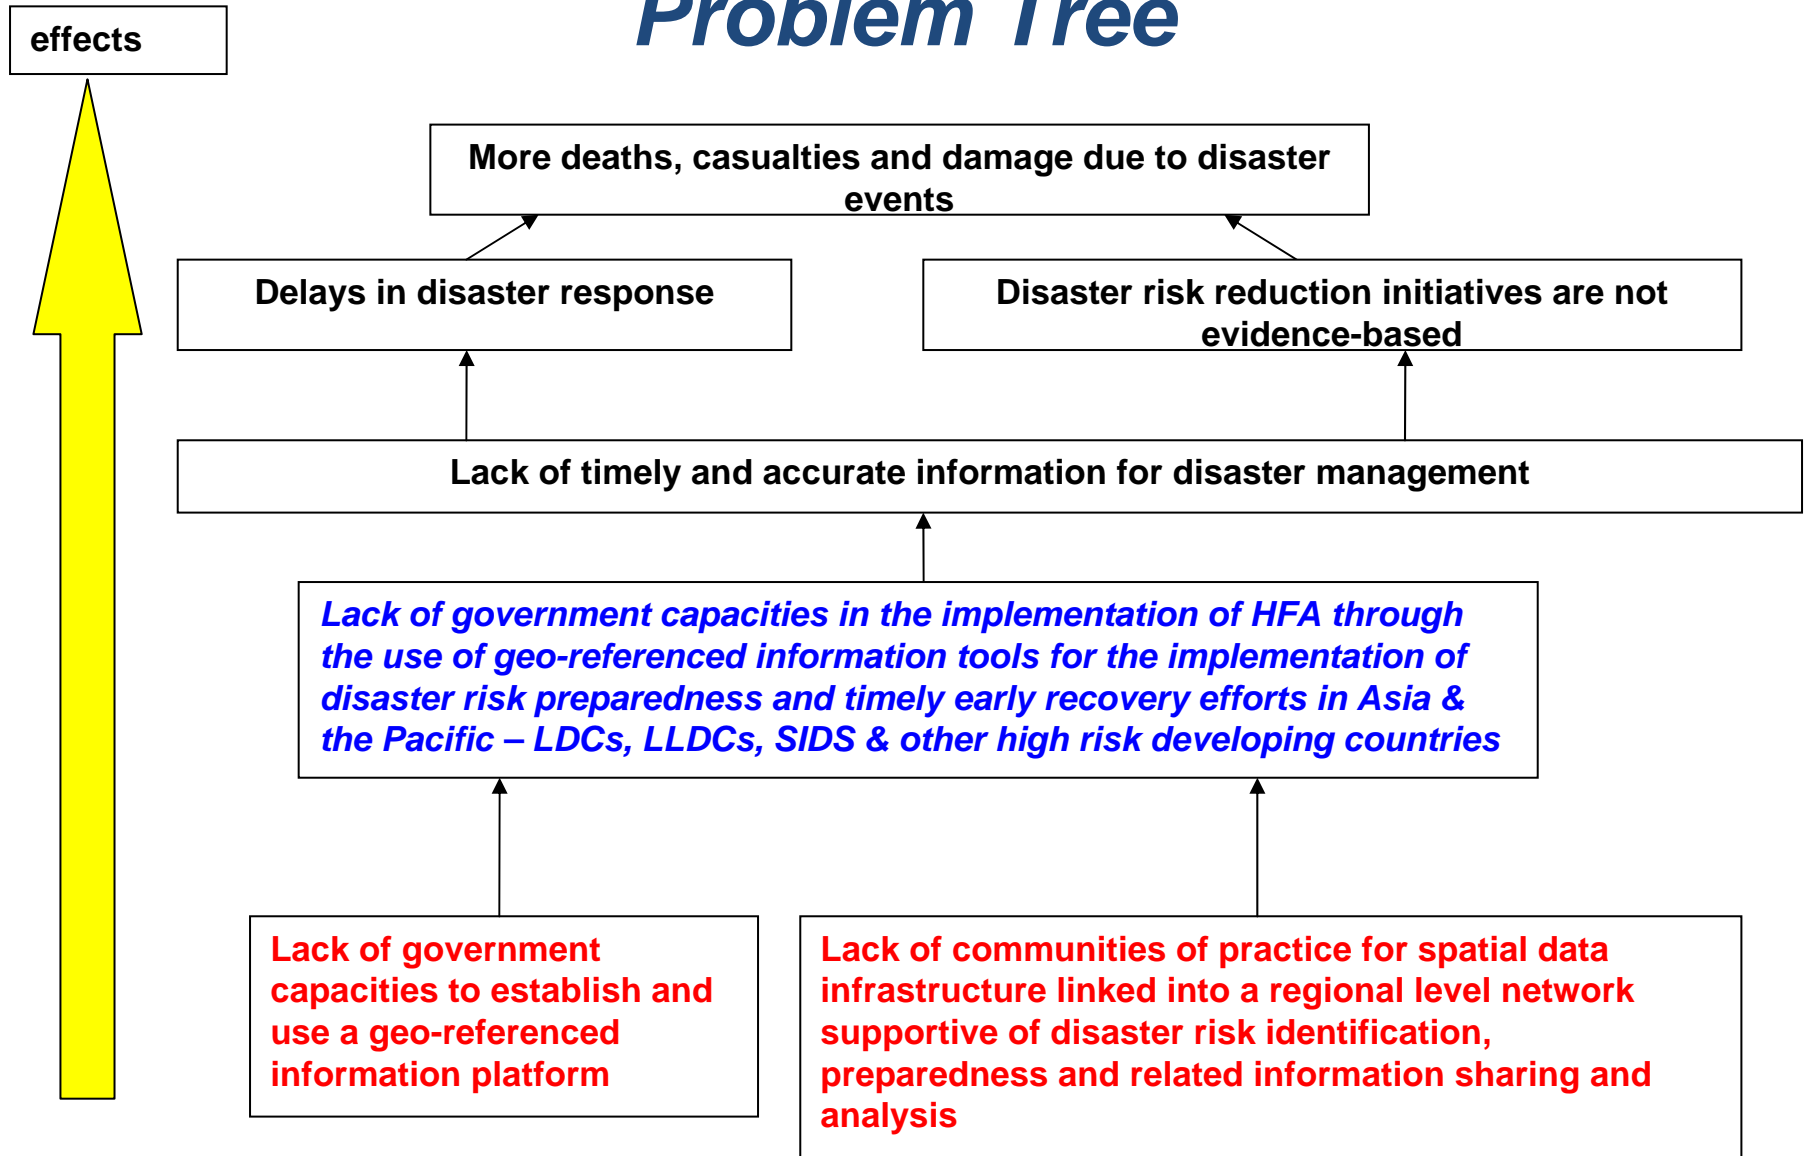 Problem Tree
effects
More deaths, casualties and damage due to disaster
events
Delays in disaster response
Disaster risk reduction initiatives are not
evidence-based
Lack of timely and accurate information for disaster management
Lack of government capacities in the implementation of HFA through
the use of geo-referenced information tools for the implementation of
disaster risk preparedness and timely early recovery efforts in Asia &
the Pacific – LDCs, LLDCs, SIDS & other high risk developing countries
Lack of government
capacities to establish and
use a geo-referenced
information platform
Lack of communities of practice for spatial data
infrastructure linked into a regional level network
supportive of disaster risk identification,
preparedness and related information sharing and
analysis